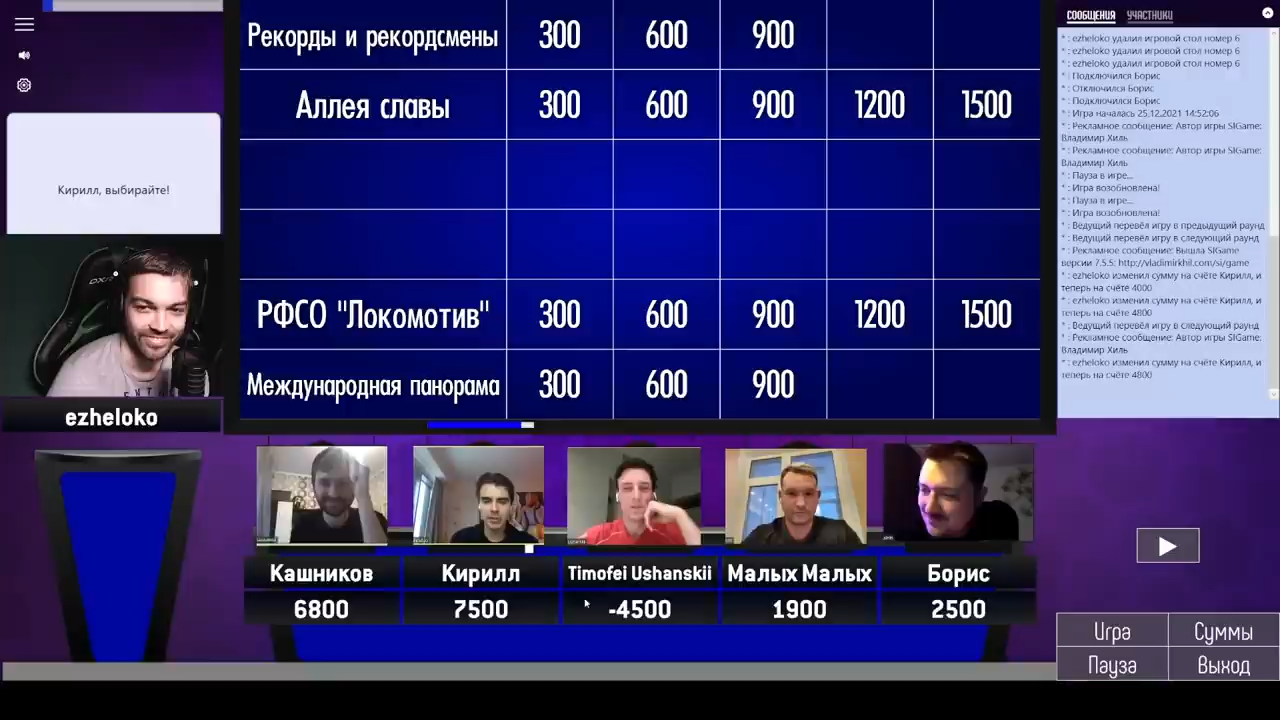 Рекорды и рекордсмены 300 600 900
Аллея славы 300 600 900 1200 1500
РФСО "Локомотив" 300 600 900 1200 1500
Международная панорама 300 600 900
Кирилл, выбирайте!
ezheloko
Кашников Кирилл Timofei Ushanskii Малых Малых Борис
6800 7500 -4500 1900 2500
СООБЩЕНИЯ УЧАСТНИКИ
* : ezheloko удалил игровой стол номер 6
* : ezheloko удалил игровой стол номер 6
* : ezheloko удалил игровой стол номер 6
* : Подключился Борис
* : Отключился Борис
* : Подключился Борис
* : Игра началась 25.12.2021 14:52:06
* : Рекламное сообщение: Автор игры SIGame:
Владимир Хиль
* : Рекламное сообщение: Автор игры SIGame:
Владимир Хиль
* : Пауза в игре...
* : Игра возобновлена!
* : Пауза в игре...
* : Игра возобновлена!
* : Ведущий перевёл игру в предыдущий раунд
* : Ведущий перевёл игру в следующий раунд
* : Рекламное сообщение: Вышла SIGame
версии 7.5.5: http://vladimirkhil.com/si/game
* : ezheloko изменил сумму на счёте Кирилл, и
теперь на счёте 4000
* : ezheloko изменил сумму на счёте Кирилл, и
теперь на счёте 4800
* : Ведущий перевёл игру в следующий раунд
* : Рекламное сообщение: Автор игры SIGame:
Владимир Хиль
* : ezheloko изменил сумму на счёте Кирилл, и
теперь на счёте 4800
Игра Суммы
Пауза Выход